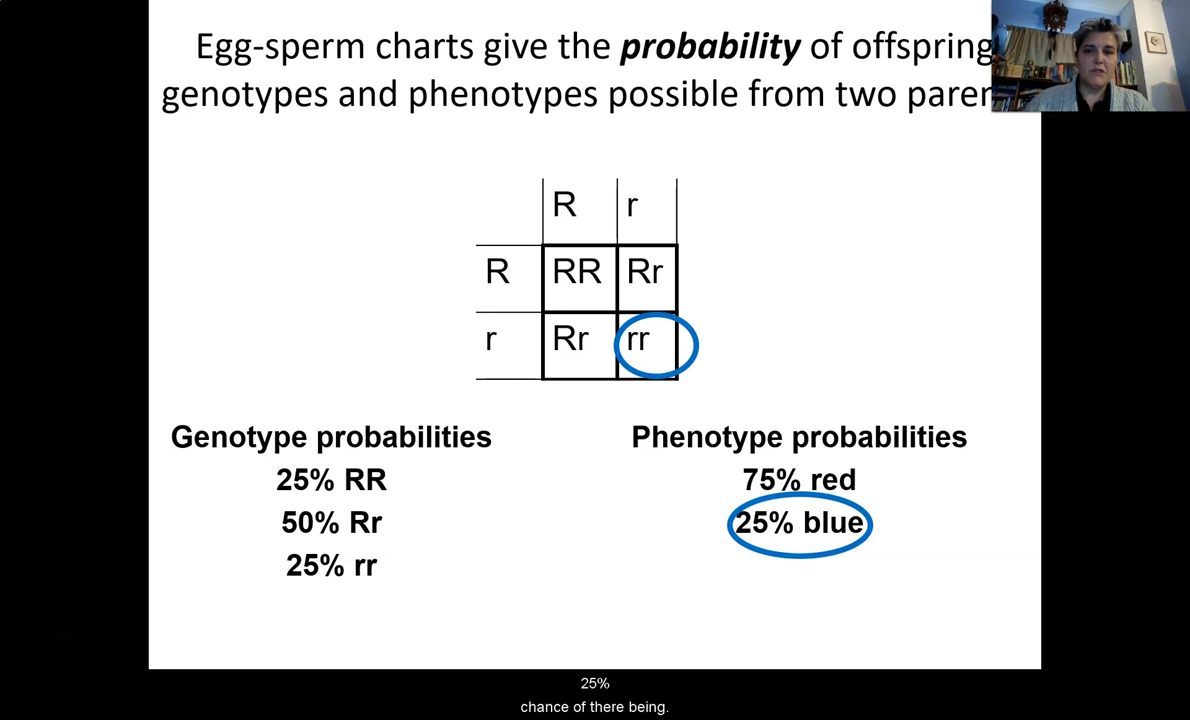 Egg-sperm charts give the probability of offspring
genotypes and phenotypes possible from two paren
R r
R RR Rr
r Rr rr
Genotype probabilities
25% RR
50% Rr
25% rr
Phenotype probabilities
75% red
25% blue
25%
chance of there being.